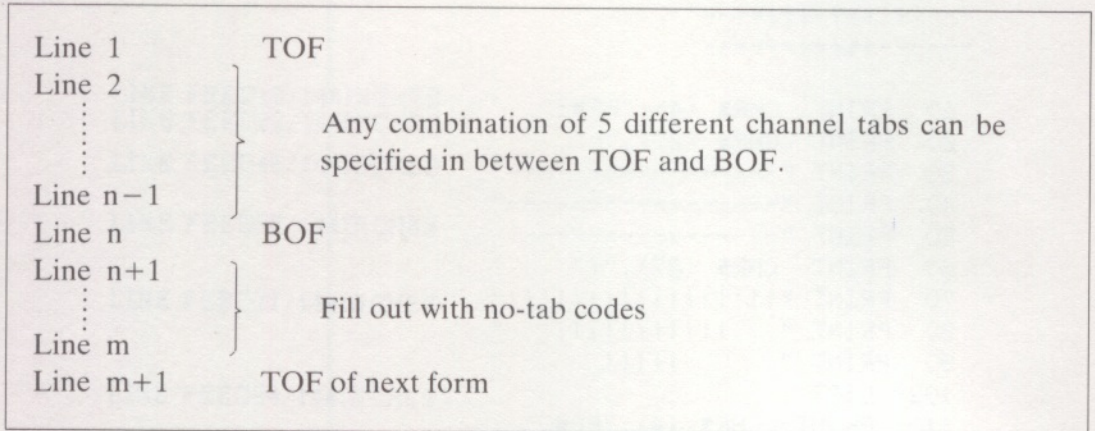 Line 1 TOF
Line 2
Any combination of 5 different channel tabs can be
specified in between TOF and BOF.
Line n−1
Line n BOF
Line n+1
Fill out with no-tab codes
Line m
Line m+1 TOF of next form